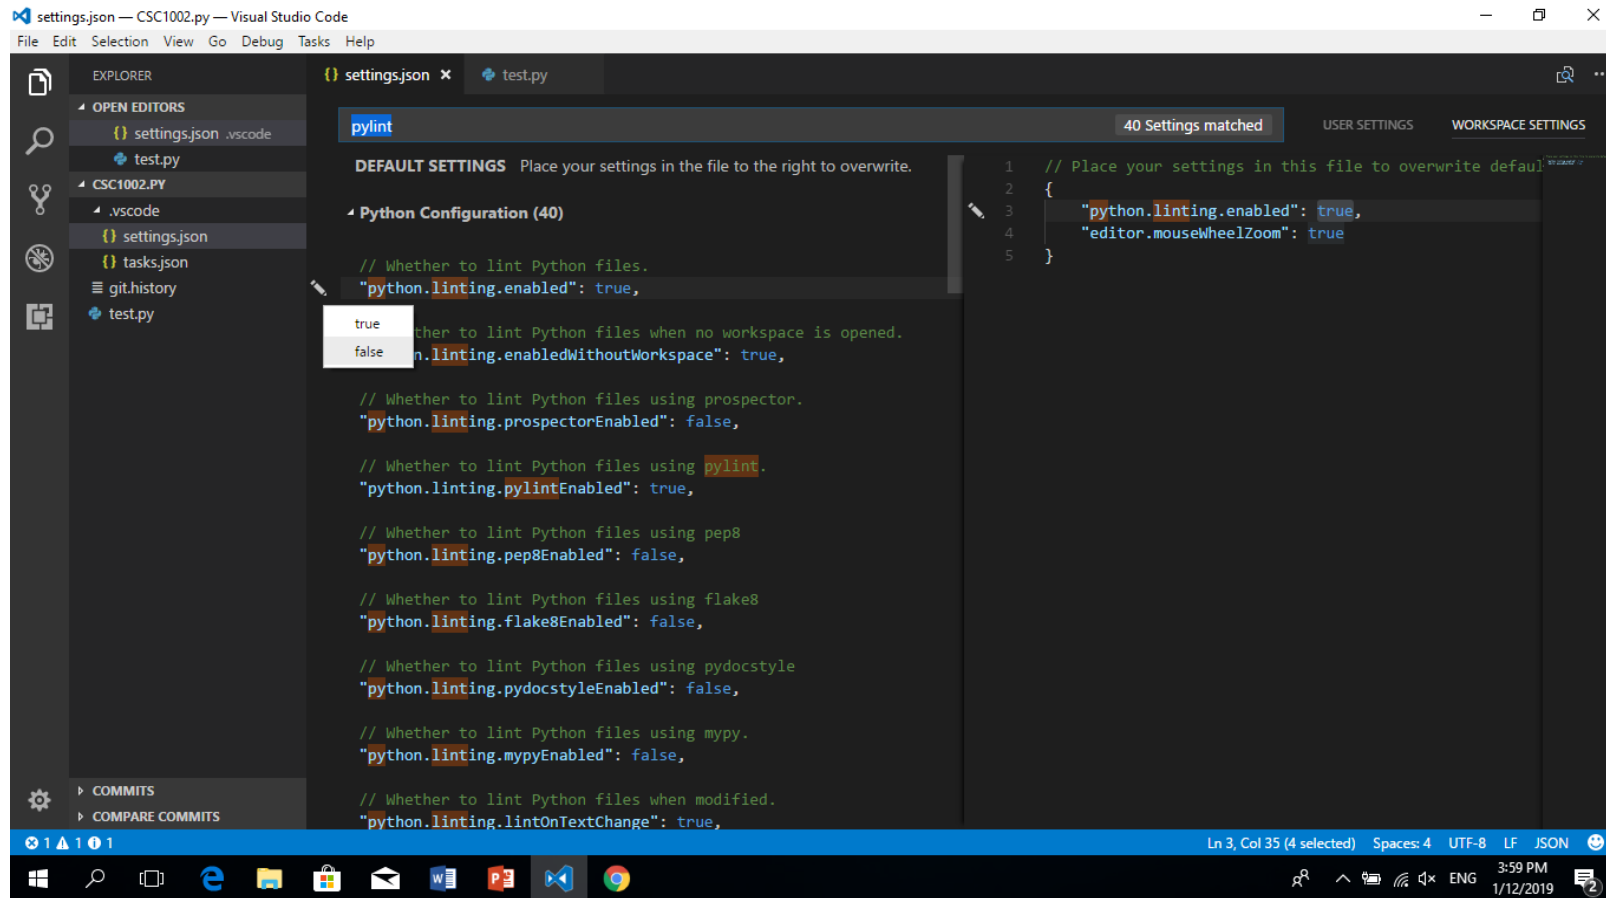 settings.json — CSC1002.py — Visual Studio Code
File Edit Selection View Go Debug Tasks Help
EXPLORER
OPEN EDITORS
{} settings.json .vscode
test.py
CSC1002.PY
.vscode
{} settings.json
{} tasks.json
git.history
test.py
COMMITS
COMPARE COMMITS
{} settings.json
test.py
pylint
40 Settings matched
USER SETTINGS
WORKSPACE SETTINGS
DEFAULT SETTINGS Place your settings in the file to the right to overwrite.
Python Configuration (40)
// Whether to lint Python files.
"python.linting.enabled": true,
true
false
ther to lint Python files when no workspace is opened.
n.linting.enabledWithoutWorkspace": true,
// Whether to lint Python files using prospector.
"python.linting.prospectorEnabled": false,
// Whether to lint Python files using pylint.
"python.linting.pylintEnabled": true,
// Whether to lint Python files using pep8
"python.linting.pep8Enabled": false,
// Whether to lint Python files using flake8
"python.linting.flake8Enabled": false,
// Whether to lint Python files using pydocstyle
"python.linting.pydocstyleEnabled": false,
// Whether to lint Python files using mypy.
"python.linting.mypyEnabled": false,
// Whether to lint Python files when modified.
"python.linting.lintOnTextChange": true,
1 // Place your settings in this file to overwrite defaul
2 {
3 "python.linting.enabled": true,
4 "editor.mouseWheelZoom": true
5 }
1 1 1
Ln 3, Col 35 (4 selected) Spaces: 4 UTF-8 LF JSON
ENG
3:59 PM
1/12/2019
2